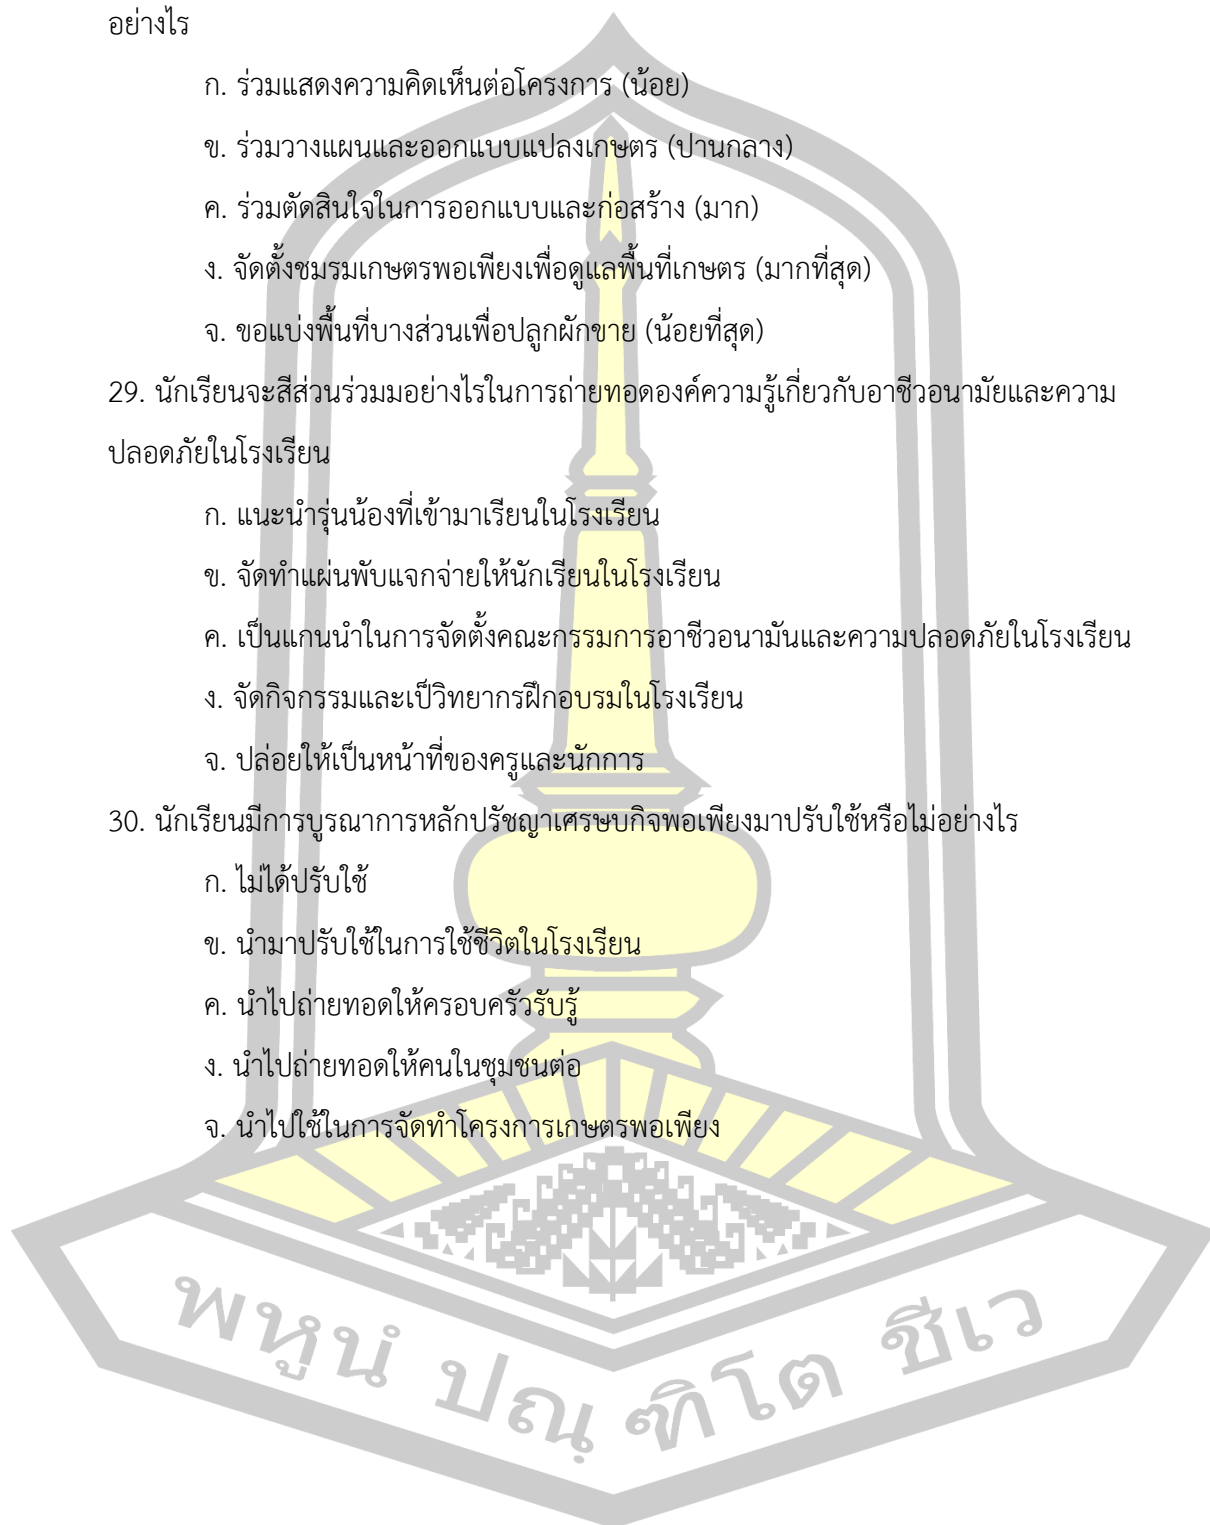 อย่างไร
ก. ร่วมแสดงความคิดเห็นต่อโครงการ (น้อย)
ข. ร่วมวางแผนและออกแบบแปลงเกษตร (ปานกลาง)
ค. ร่วมตัดสินใจในการออกแบบและก่อสร้าง (มาก)
ง. จัดตั้งชมรมเกษตรพอเพียงเพื่อดูแลพื้นที่เกษตร (มากที่สุด)
จ. ขอแบ่งพื้นที่บางส่วนเพื่อปลูกผักขาย (น้อยที่สุด)
29. นักเรียนจะสีส่วนร่วมมอย่างไรในการถ่ายทอดองค์ความรู้เกี่ยวกับอาชีวอนามัยและความ
ปลอดภัยในโรงเรียน
ก. แนะนำรุ่นน้องที่เข้ามาเรียนในโรงเรียน
ข. จัดทำแผ่นพับแจกจ่ายให้นักเรียนในโรงเรียน
ค. เป็นแกนนำในการจัดตั้งคณะกรรมการอาชีวอนามันและความปลอดภัยในโรงเรียน
ง. จัดกิจกรรมและเป็วิทยากรฝึกอบรมในโรงเรียน
จ. ปล่อยให้เป็นหน้าที่ของครูและนักการ
30. นักเรียนมีการบูรณาการหลักปรัชญาเศรษบกิจพอเพียงมาปรับใช้หรือไม่อย่างไร
ก. ไม่ได้ปรับใช้
ข. นำมาปรับใช้ในการใช้ชีวิตในโรงเรียน
ค. นำไปถ่ายทอดให้ครอบครัวรับรู้
ง. นำไปถ่ายทอดให้คนในชุมชนต่อ
จ. นำไปใช้ในการจัดทำโครงการเกษตรพอเพียง
พหูนํ ปณฺฑิโต ชีเว